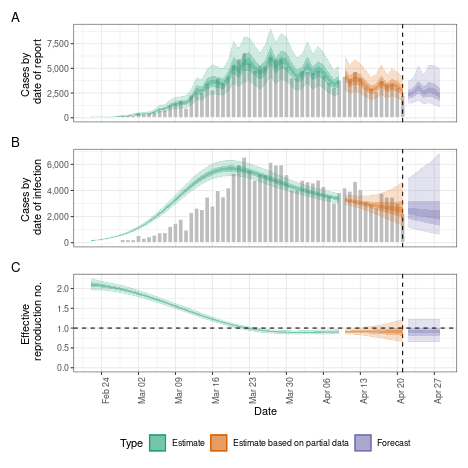 A
Cases by
date of report
7,500
5,000
2,500
0
B
Cases by
date of infection
6,000
4,000
2,000
0
C
Effective
reproduction no.
2.0
1.5
1.0
0.5
0.0
Feb 24
Mar 02
Mar 09
Mar 16
Mar 23
Mar 30
Apr 06
Apr 13
Apr 20
Apr 27
Date
Type
Estimate
Estimate based on partial data
Forecast